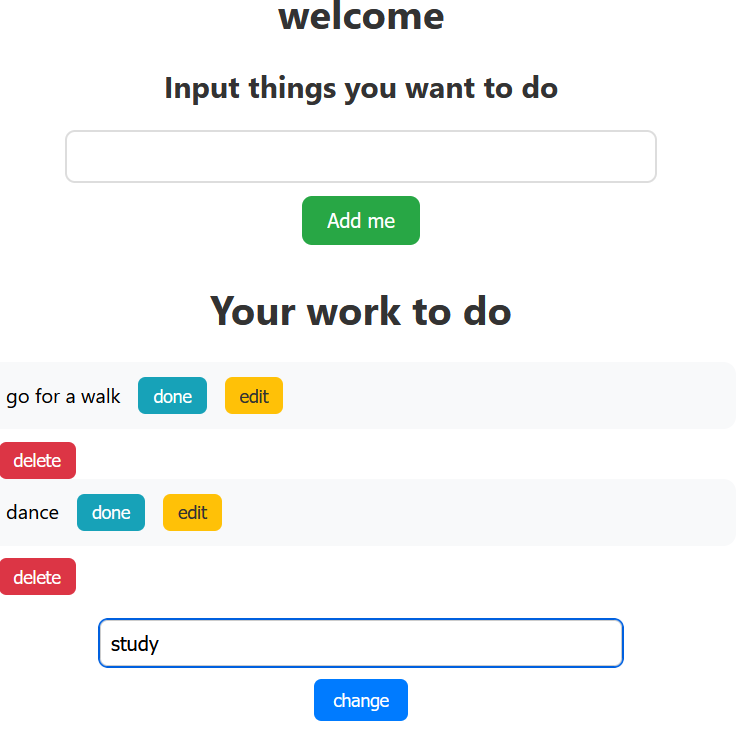 welcome
Input things you want to do
Add me
Your work to do
go for a walk done edit
delete
dance done edit
delete
study
change